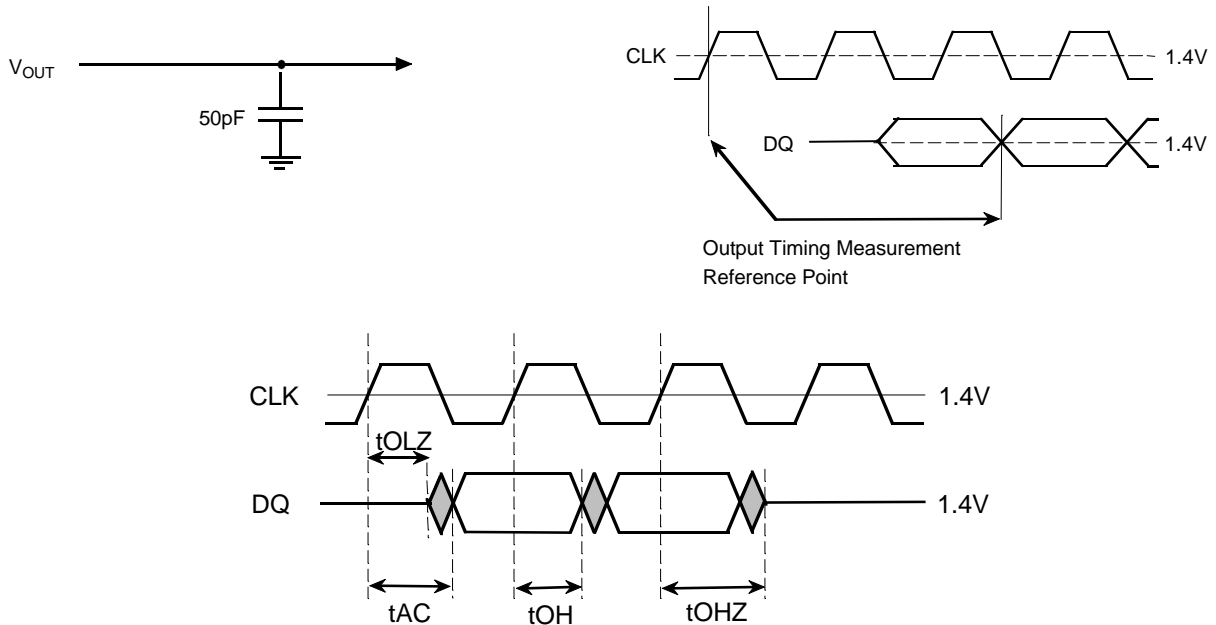 V_OUT
50pF
CLK
1.4V
DQ
1.4V
Output Timing Measurement
Reference Point
CLK
1.4V
tOLZ
DQ
1.4V
tAC
tOH
tOHZ